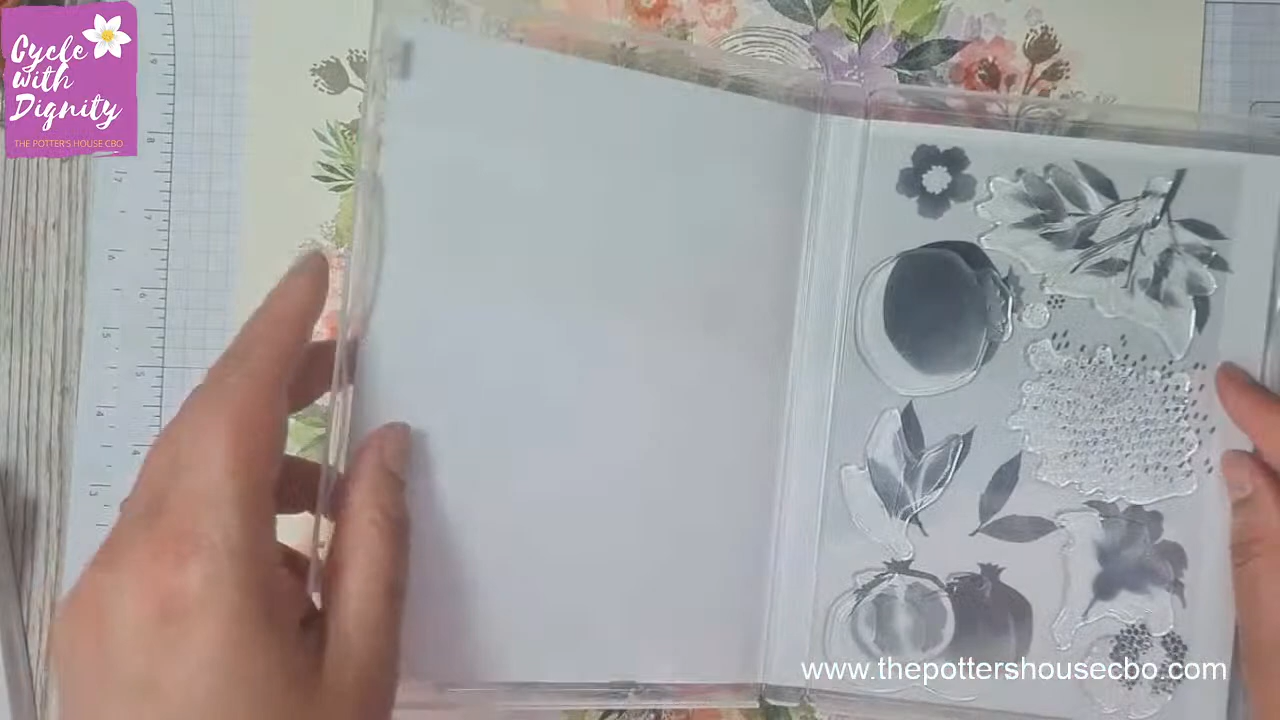 Cycle
with
Dignity
THE POTTER'S HOUSE CBO
www.thepottershousecbo.com